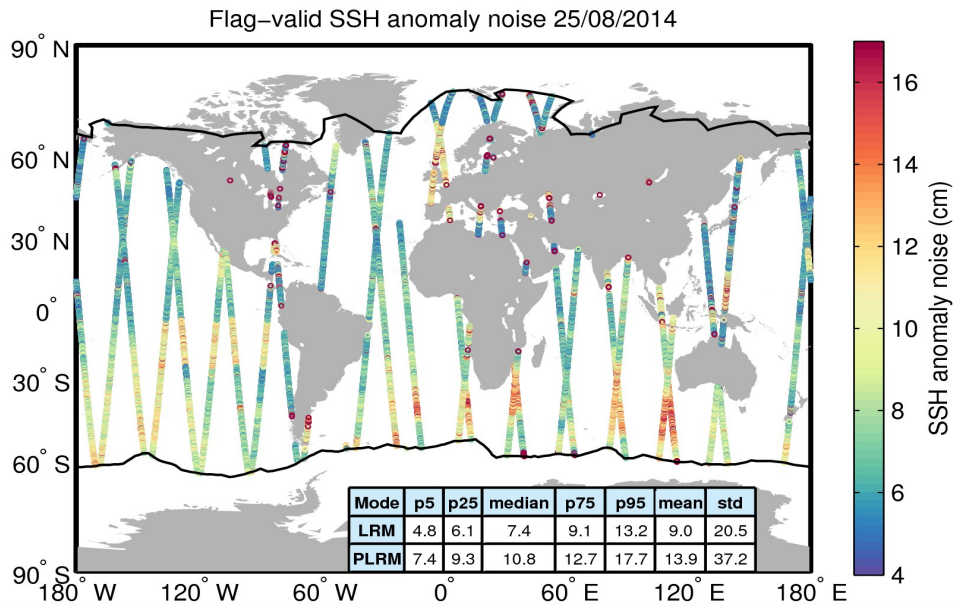 Flag−valid SSH anomaly noise 25/08/2014
90° N
60° N
30° N
0°
30° S
60° S
90° S
180° W
120° W
60° W
0°
60° E
120° E
180° E
16
14
12
10
8
6
4
SSH anomaly noise (cm)
Mode p5 p25 median p75 p95 mean std
LRM 4.8 6.1 7.4 9.1 13.2 9.0 20.5
PLRM 7.4 9.3 10.8 12.7 17.7 13.9 37.2